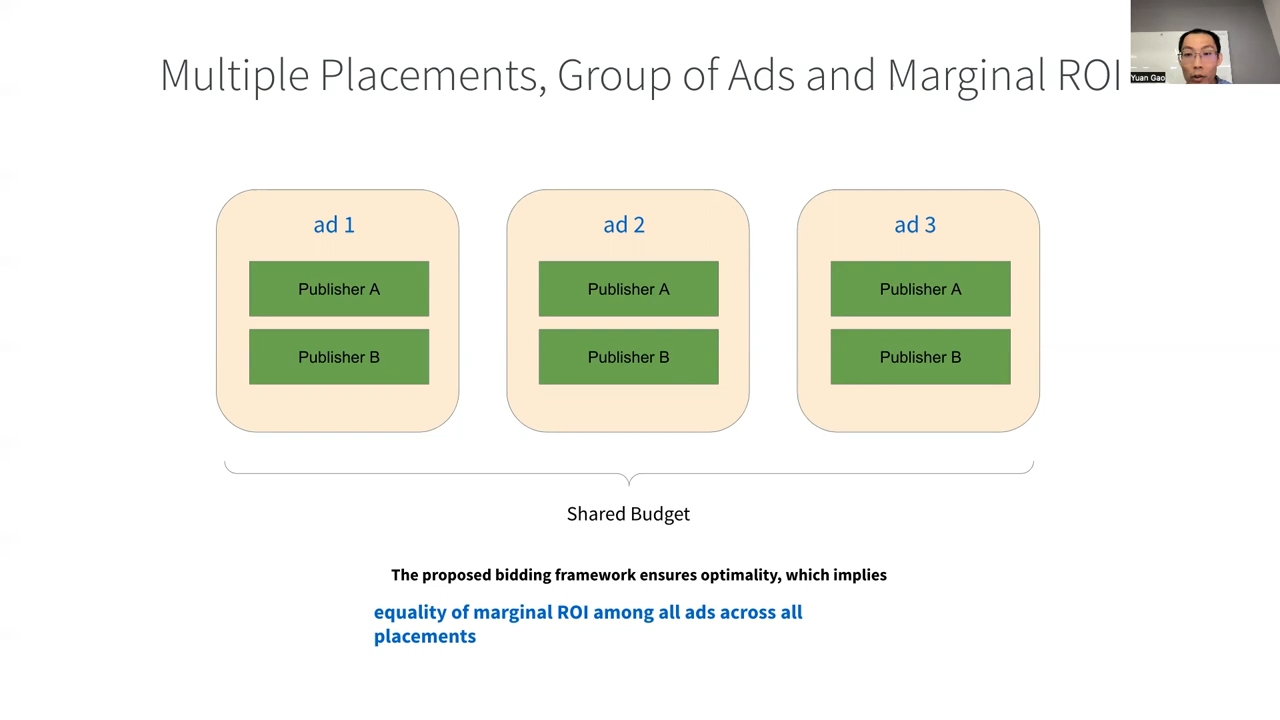 Multiple Placements, Group of Ads and Marginal ROI
Yuan Gao
ad 1
ad 2
ad 3
Publisher A
Publisher A
Publisher A
Publisher B
Publisher B
Publisher B
Shared Budget
The proposed bidding framework ensures optimality, which implies
equality of marginal ROI among all ads across all
placements